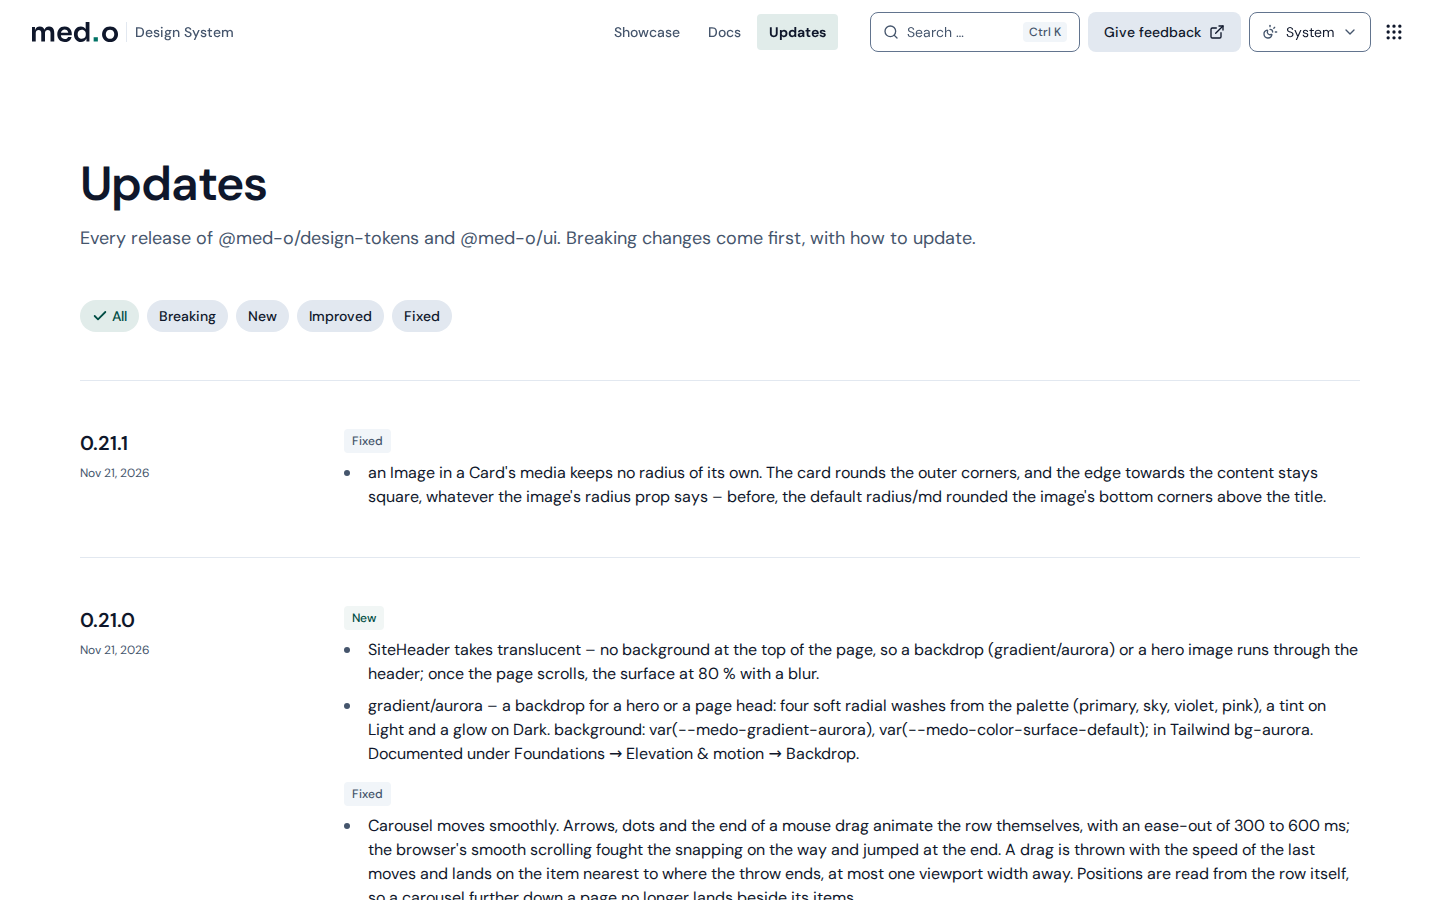 med.o Design System Showcase Docs Updates Search ... Ctrl K Give feedback System
Updates
Every release of @med-o/design-tokens and @med-o/ui. Breaking changes come first, with how to update.
All Breaking New Improved Fixed
0.21.1
Nov 21, 2026
Fixed
an Image in a Card's media keeps no radius of its own. The card rounds the outer corners, and the edge towards the content stays
square, whatever the image's radius prop says – before, the default radius/md rounded the image's bottom corners above the title.
0.21.0
Nov 21, 2026
New
SiteHeader takes translucent – no background at the top of the page, so a backdrop (gradient/aurora) or a hero image runs through the
header; once the page scrolls, the surface at 80 % with a blur.
gradient/aurora – a backdrop for a hero or a page head: four soft radial washes from the palette (primary, sky, violet, pink), a tint on
Light and a glow on Dark. background: var(--medo-gradient-aurora), var(--medo-color-surface-default); in Tailwind bg-aurora.
Documented under Foundations → Elevation & motion → Backdrop.
Fixed
Carousel moves smoothly. Arrows, dots and the end of a mouse drag animate the row themselves, with an ease-out of 300 to 600 ms;
the browser's smooth scrolling fought the snapping on the way and jumped at the end. A drag is thrown with the speed of the last
moves and lands on the item nearest to where the throw ends, at most one viewport width away. Positions are read from the row itself,
so a carousel further down a page no longer lands beside its items.